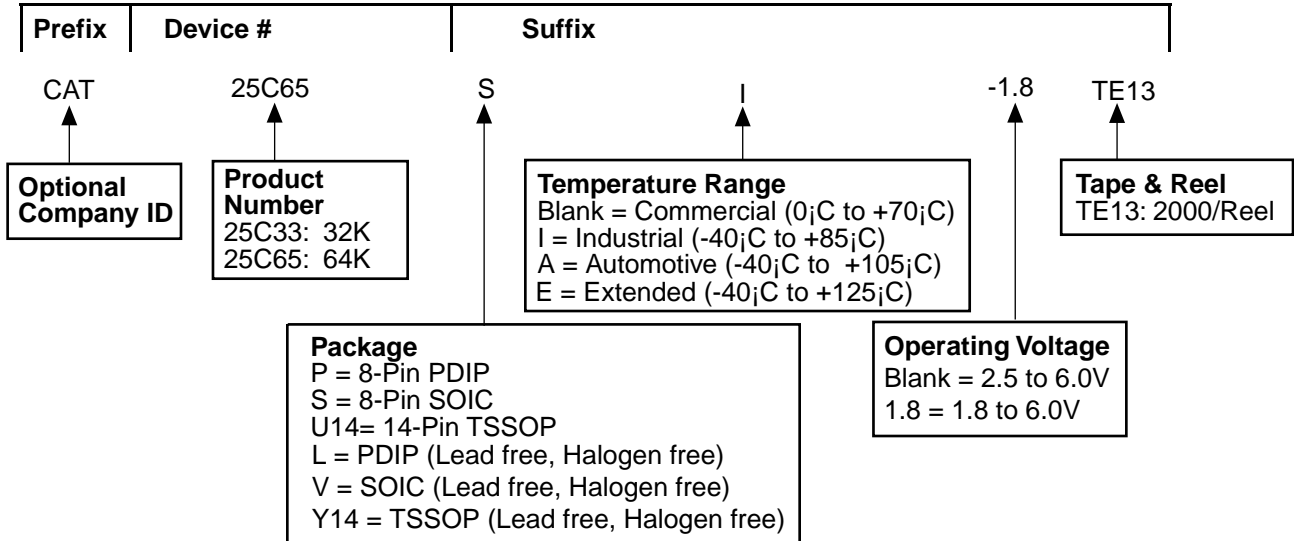 Prefix Device # Suffix
CAT 25C65 S I -1.8 TE13
Optional
Company ID
Product
Number
25C33: 32K
25C65: 64K
Temperature Range
Blank = Commercial (0¡C to +70¡C)
I = Industrial (-40¡C to +85¡C)
A = Automotive (-40¡C to +105¡C)
E = Extended (-40¡C to +125¡C)
Tape & Reel
TE13: 2000/Reel
Package
P = 8-Pin PDIP
S = 8-Pin SOIC
U14= 14-Pin TSSOP
L = PDIP (Lead free, Halogen free)
V = SOIC (Lead free, Halogen free)
Y14 = TSSOP (Lead free, Halogen free)
Operating Voltage
Blank = 2.5 to 6.0V
1.8 = 1.8 to 6.0V